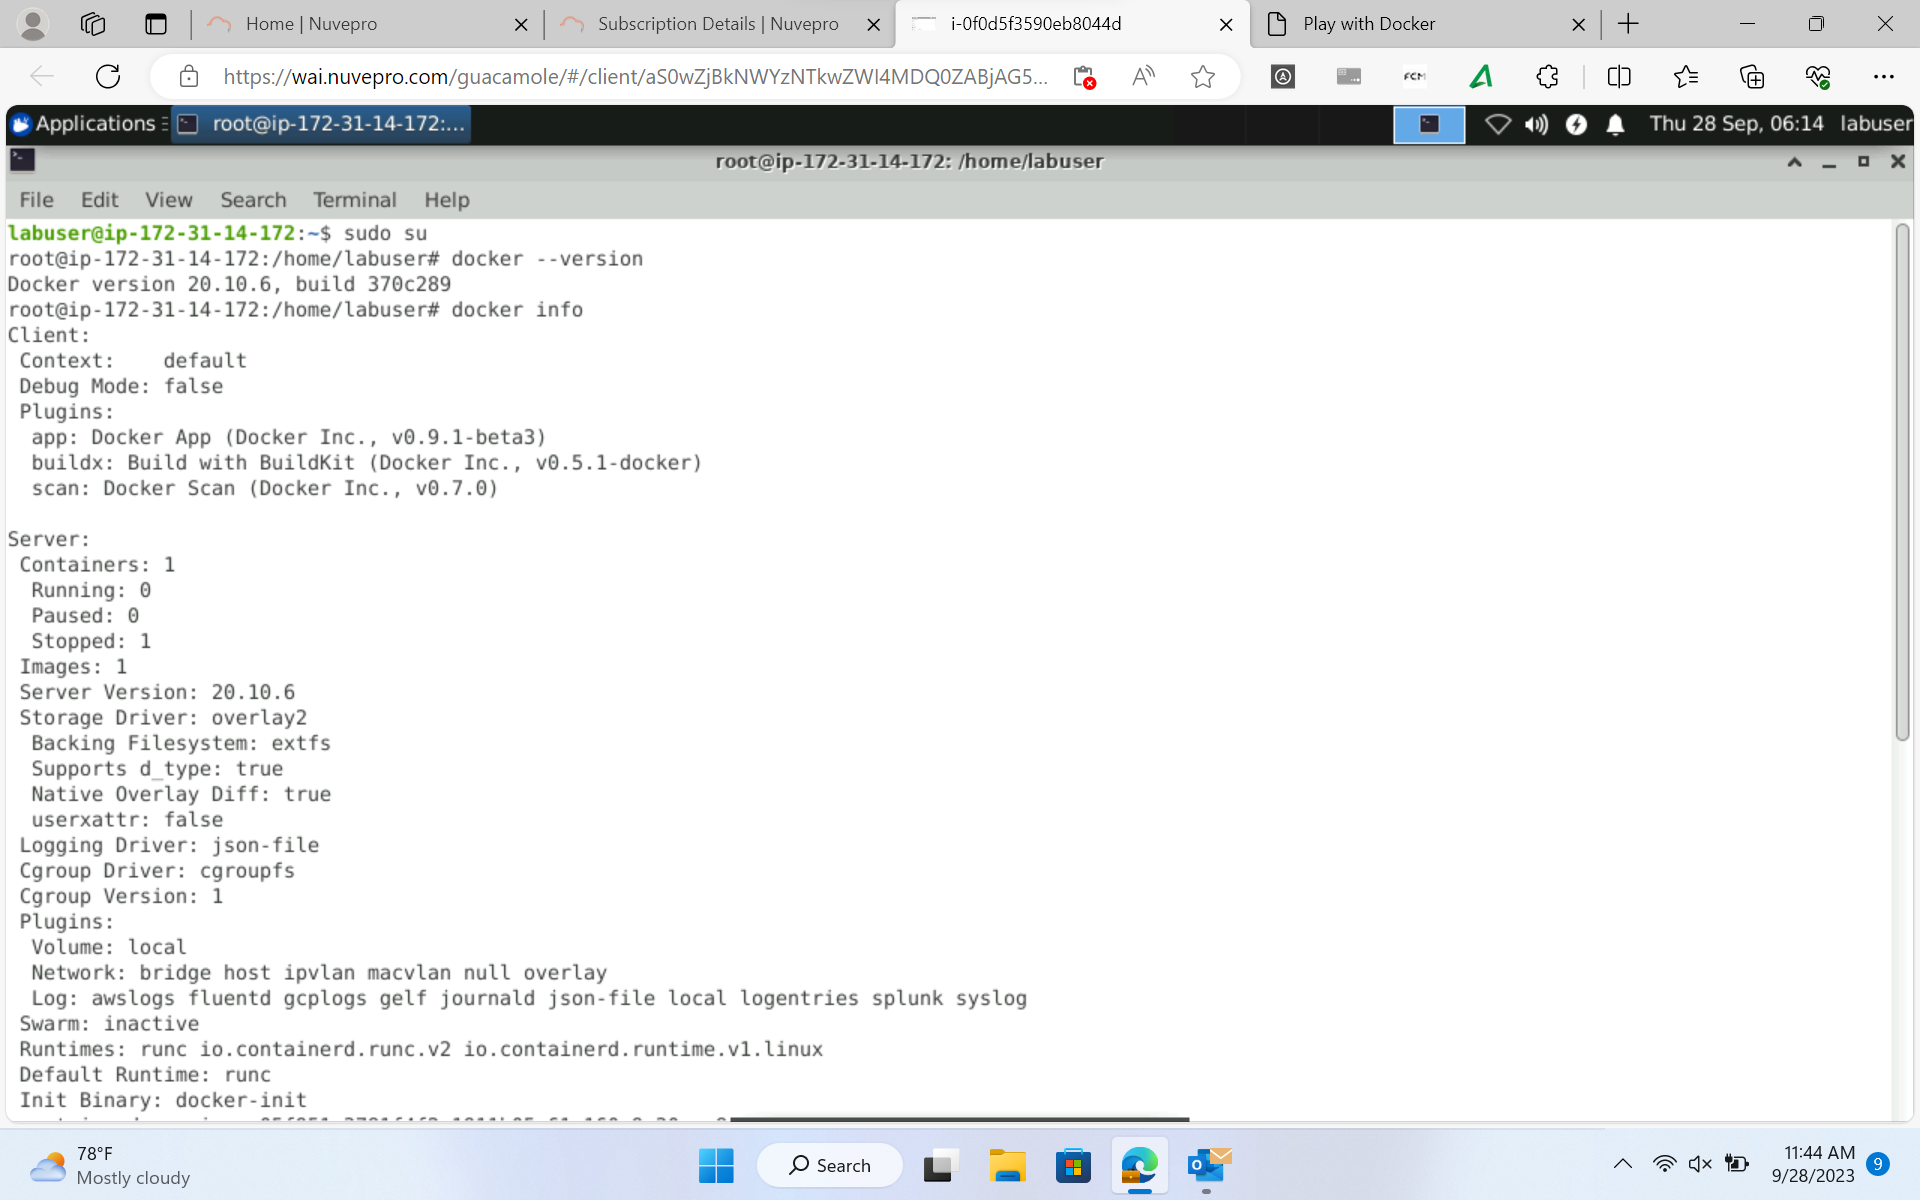 Home | Nuvepro
Subscription Details | Nuvepro
i-0f0d5f3590eb8044d
Play with Docker
https://wai.nuvepro.com/guacamole/#/client/aS0wZjBkNWYzNTkwZWI4MDQ0ZABjAG5...
FCM
Applications
root@ip-172-31-14-172:...
Thu 28 Sep, 06:14 labuser
root@ip-172-31-14-172: /home/labuser
File Edit View Search Terminal Help
labuser@ip-172-31-14-172:~$ sudo su
root@ip-172-31-14-172:/home/labuser# docker --version
Docker version 20.10.6, build 370c289
root@ip-172-31-14-172:/home/labuser# docker info
Client:
Context: default
Debug Mode: false
Plugins:
app: Docker App (Docker Inc., v0.9.1-beta3)
buildx: Build with BuildKit (Docker Inc., v0.5.1-docker)
scan: Docker Scan (Docker Inc., v0.7.0)
Server:
Containers: 1
Running: 0
Paused: 0
Stopped: 1
Images: 1
Server Version: 20.10.6
Storage Driver: overlay2
Backing Filesystem: extfs
Supports d_type: true
Native Overlay Diff: true
userxattr: false
Logging Driver: json-file
Cgroup Driver: cgroupfs
Cgroup Version: 1
Plugins:
Volume: local
Network: bridge host ipvlan macvlan null overlay
Log: awslogs fluentd gcplogs gelf journald json-file local logentries splunk syslog
Swarm: inactive
Runtimes: runc io.containerd.runc.v2 io.containerd.runtime.v1.linux
Default Runtime: runc
Init Binary: docker-init
78°F
Mostly cloudy
Search
11:44 AM
9/28/2023
9